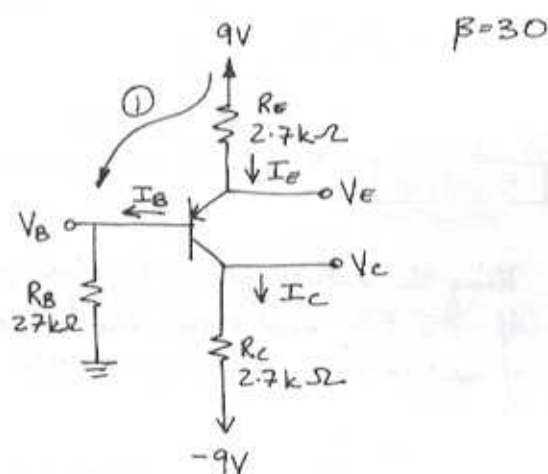 9V
β=30
①
RE
2.7kΩ
IE
VE
IB
VB
VC
IC
RB
27kΩ
RC
2.7kΩ
-9V